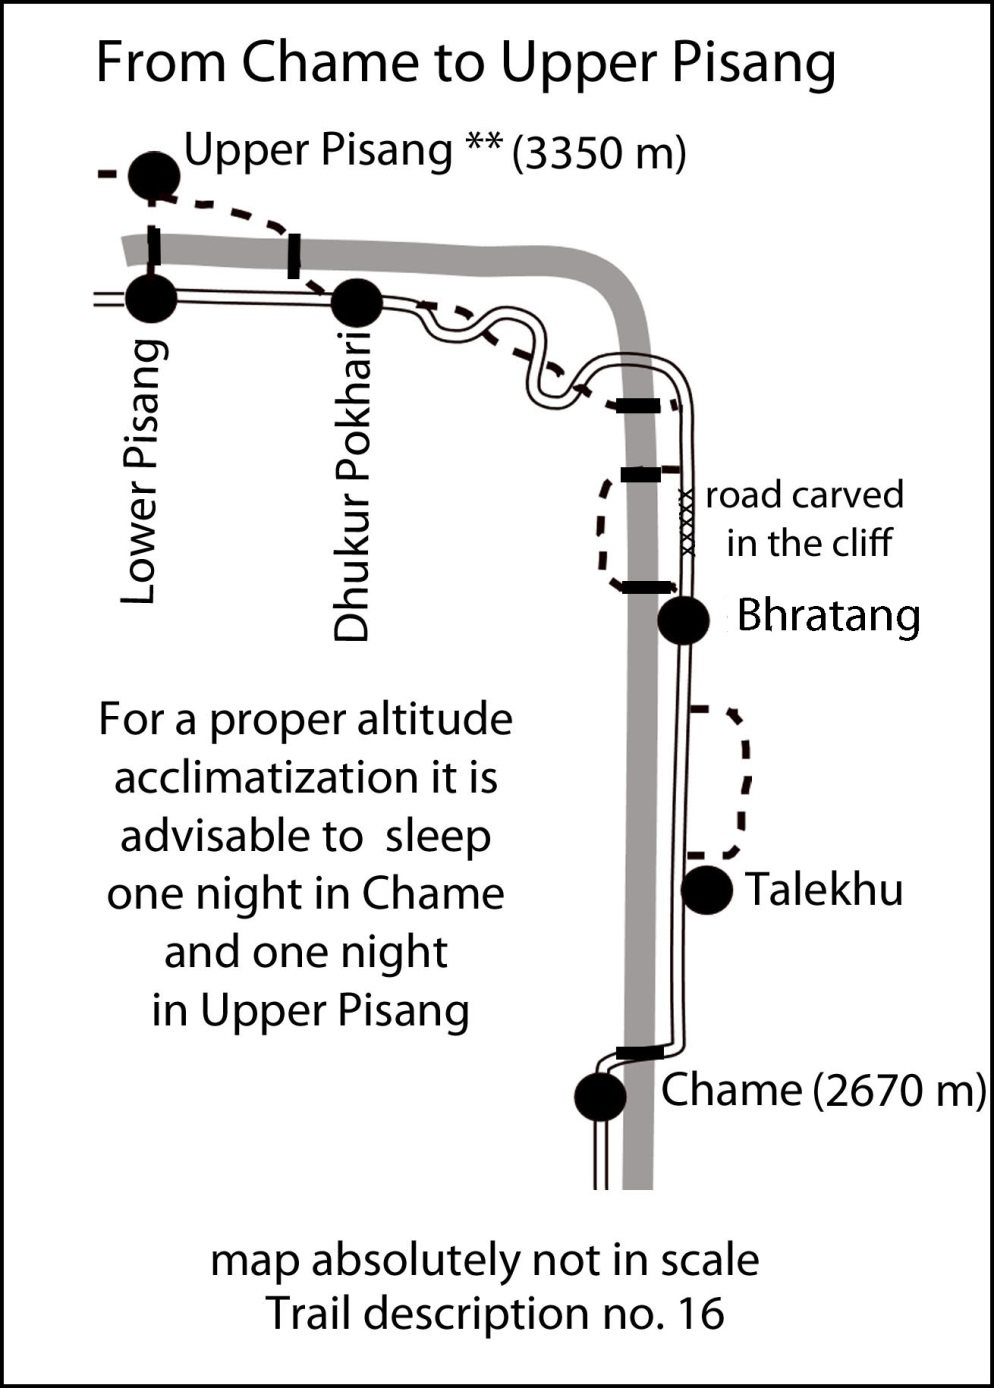 From Chame to Upper Pisang
Upper Pisang ** (3350 m)
Lower Pisang
Dhukur Pokhari
road carved
in the cliff
Bhratang
For a proper altitude
acclimatization it is
advisable to sleep
one night in Chame
and one night
in Upper Pisang
Talekhu
Chame (2670 m)
map absolutely not in scale
Trail description no. 16